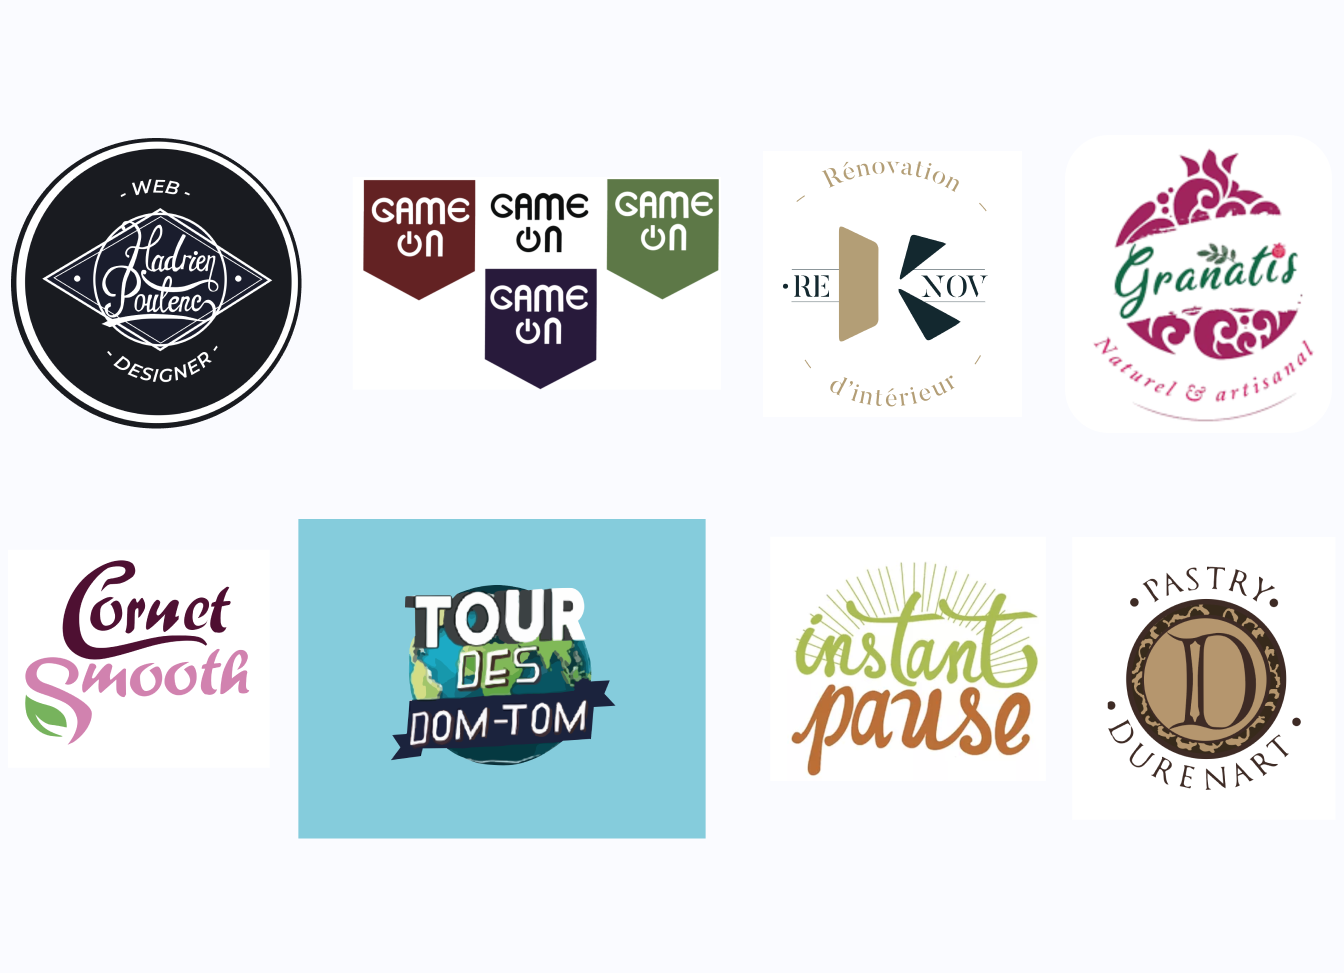 - WEB -
Hadrien
Poulenc
- DESIGNER -
GAME
ON
GAME
ON
GAME
ON
GAME
ON
Rénovation
RE NOV
d'intérieur
Granatis
Naturel & artisanal
Cornet
Smooth
TOUR
DES
DOM-TOM
instant
pause
PASTRY
D
DURENART